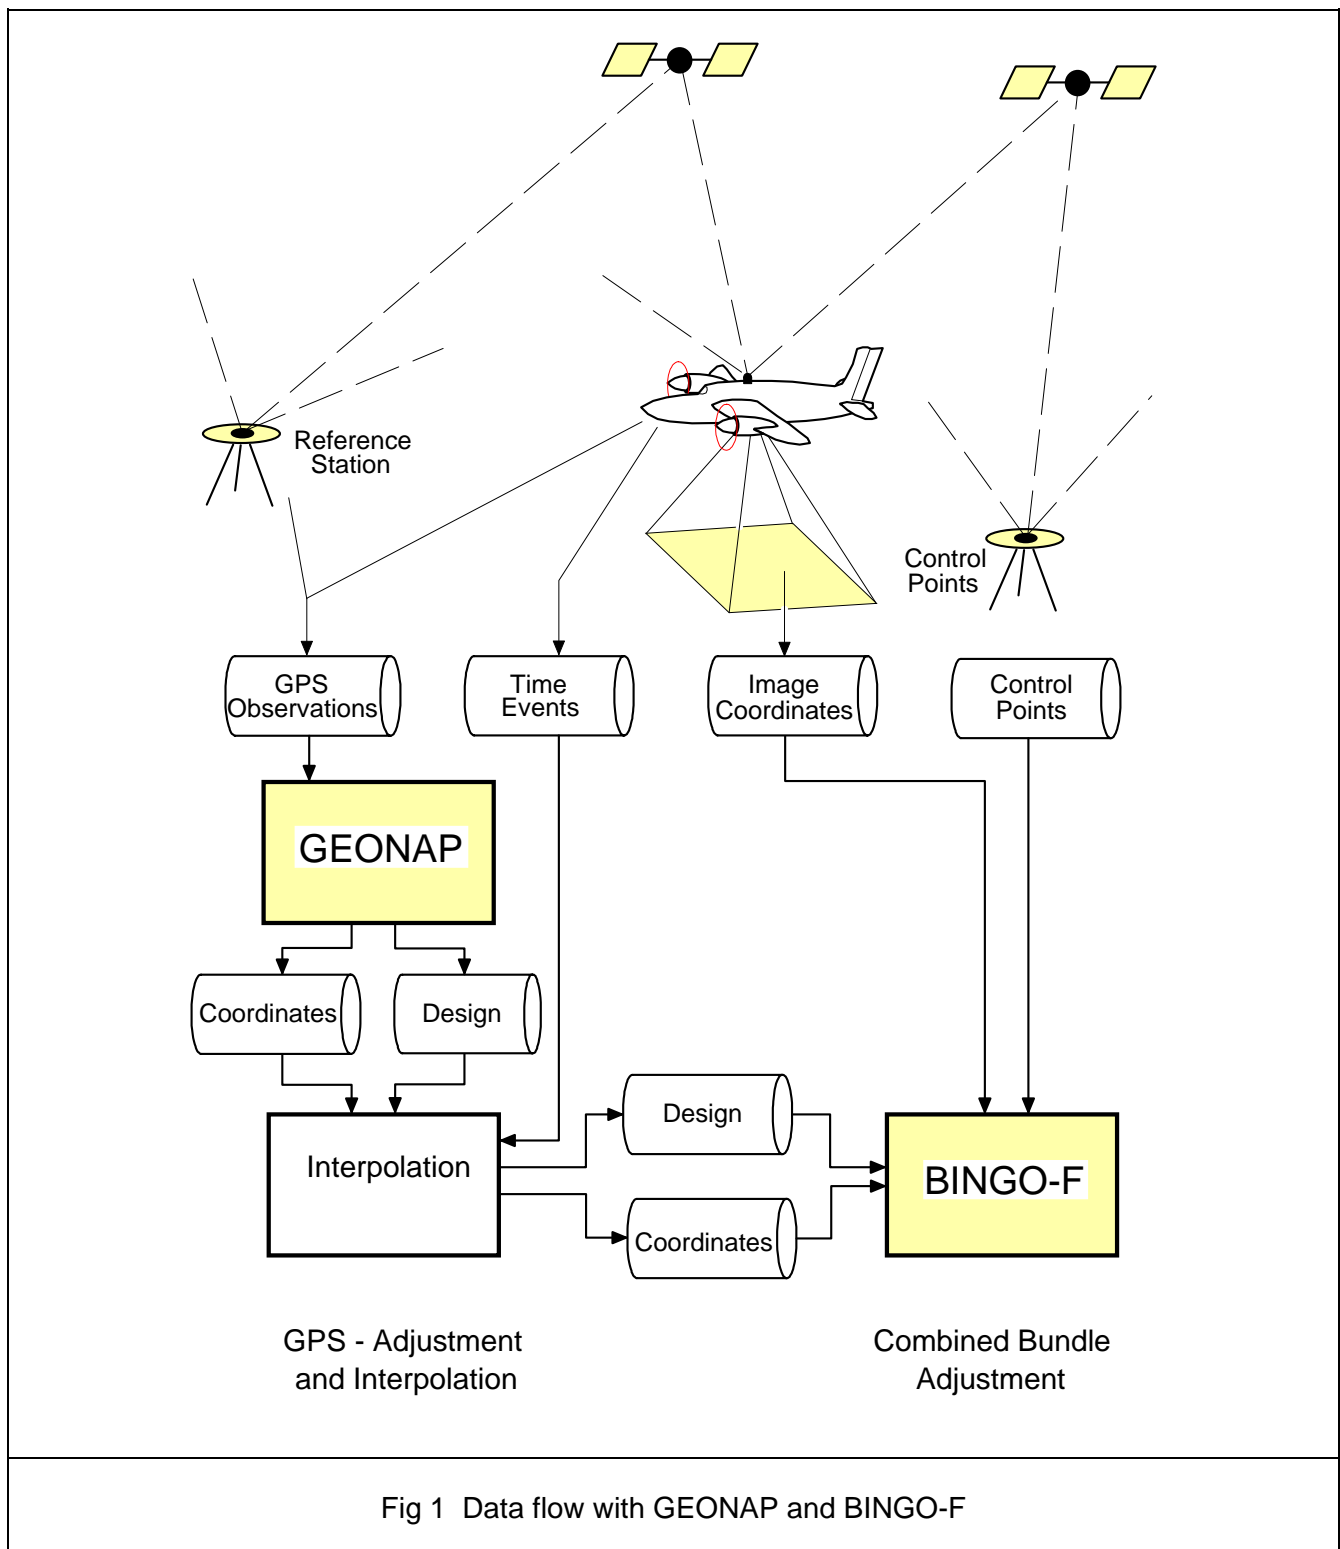 Reference
Station
Control
Points
GPS
Observations
Time
Events
Image
Coordinates
Control
Points
GEONAP
Coordinates
Design
Interpolation
Design
Coordinates
BINGO-F
GPS - Adjustment
and Interpolation
Combined Bundle
Adjustment
Fig 1 Data flow with GEONAP and BINGO-F